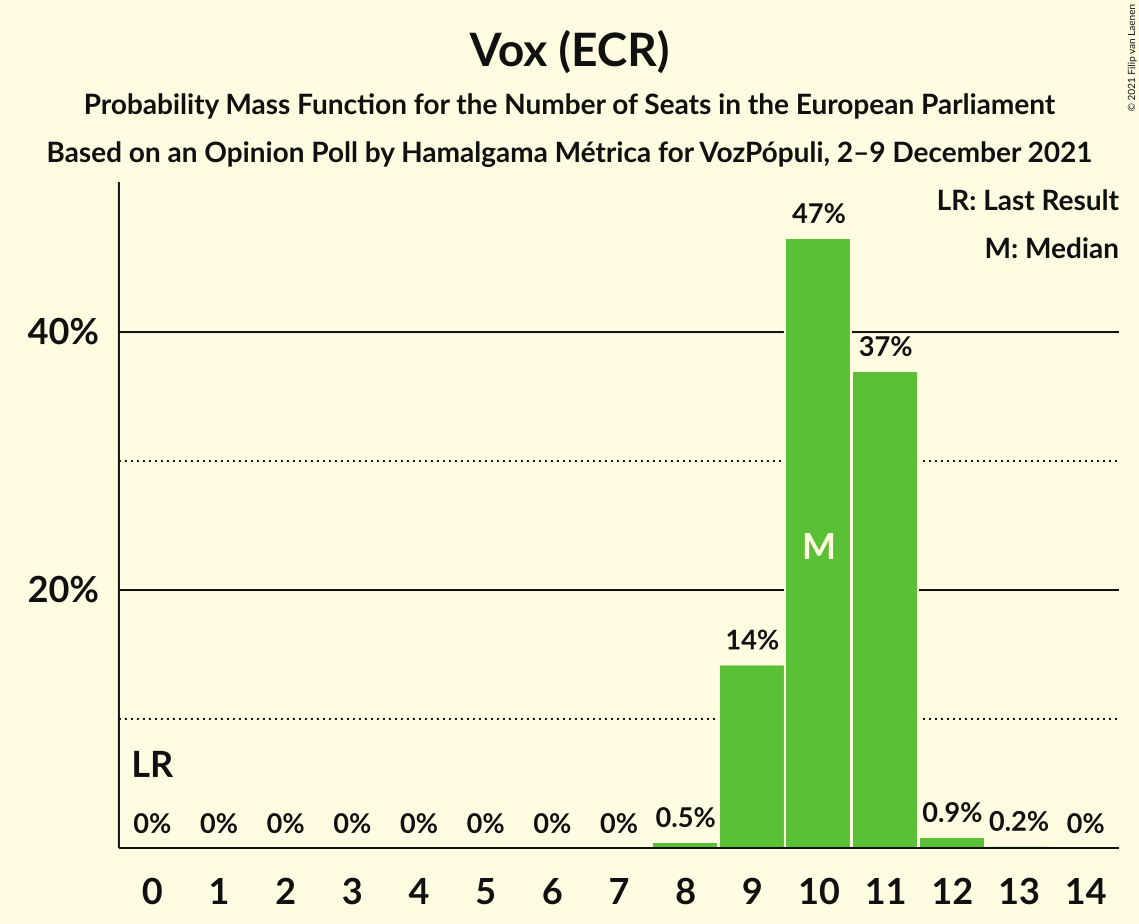 Vox (ECR)
Probability Mass Function for the Number of Seats in the European Parliament
Based on an Opinion Poll by Hamalgama Métrica for VozPópuli, 2–9 December 2021
© 2021 Filip van Laenen
LR: Last Result
M: Median
47%
40%
37%
M
20%
14%
LR
0% 0% 0% 0% 0% 0% 0% 0% 0.5% 0.9% 0.2% 0%
0 1 2 3 4 5 6 7 8 9 10 11 12 13 14